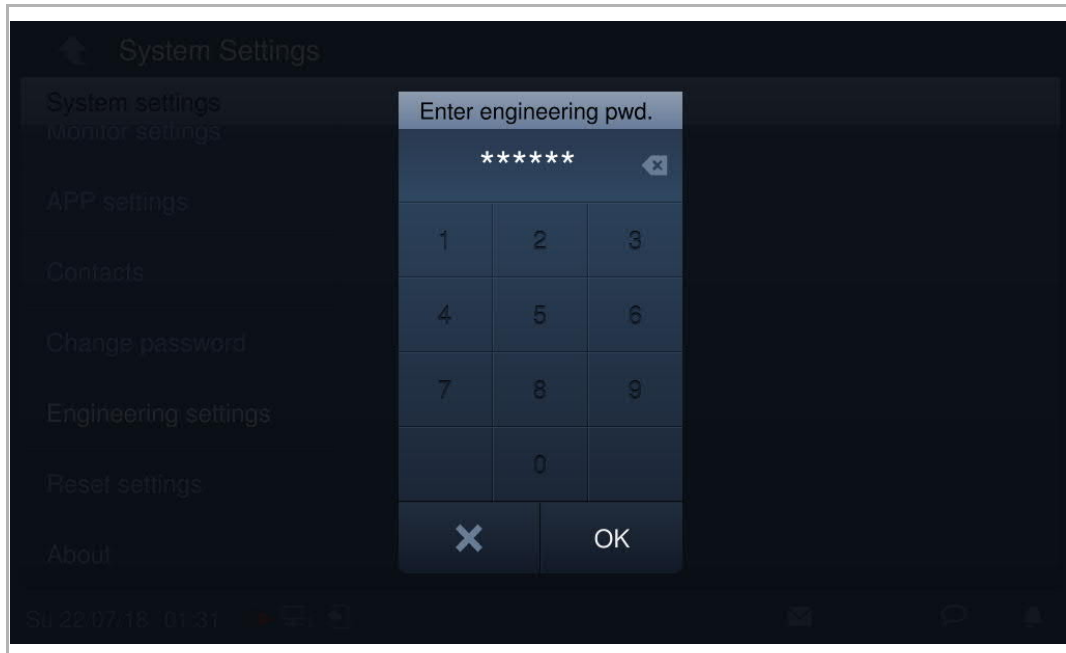 System Settings
System settings
Monitor settings
APP settings
Contacts
Change password
Engineering settings
Reset settings
About
Su 22/07/18 01:31
Enter engineering pwd.
******
1 2 3
4 5 6
7 8 9
0
OK